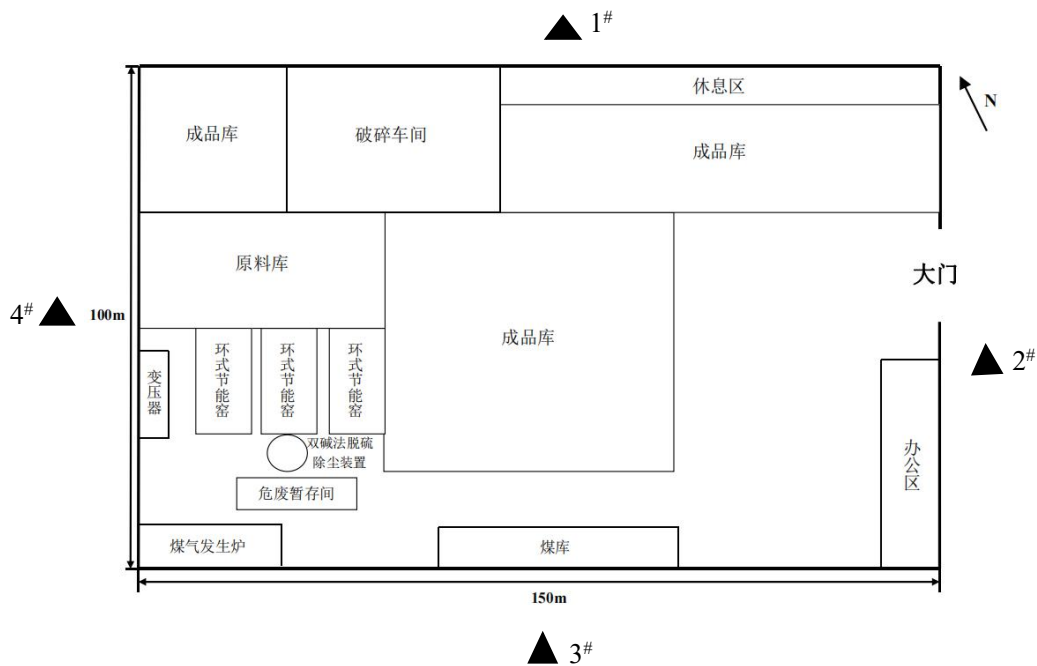 1#
休息区
N
成品库
破碎车间
成品库
原料库
大门
4#
100m
成品库
环式节能窑
环式节能窑
环式节能窑
2#
变压器
双碱法脱硫
除尘装置
办公区
危废暂存间
煤气发生炉
煤库
150m
3#